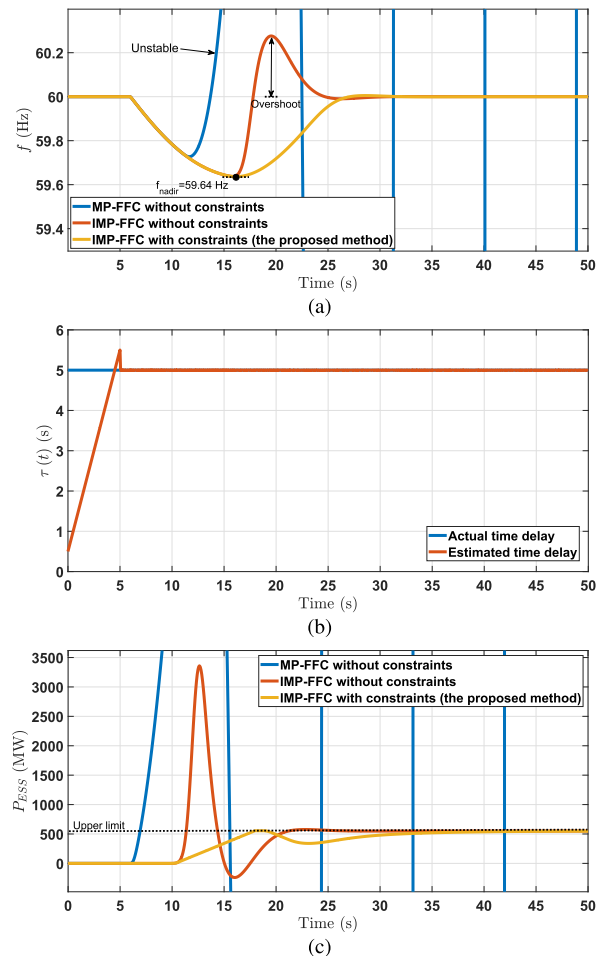 60.2
60
59.8
59.6
59.4
f (Hz)
Unstable
Overshoot
fnadir=59.64 Hz
MP-FFC without constraints
IMP-FFC without constraints
IMP-FFC with constraints (the proposed method)
5 10 15 20 25 30 35 40 45 50
Time (s)
(a)
6
5
4
3
2
1
0
τ (t) (s)
Actual time delay
Estimated time delay
0 5 10 15 20 25 30 35 40 45 50
Time (s)
(b)
3500
3000
2500
2000
1500
1000
500
0
PESS (MW)
MP-FFC without constraints
IMP-FFC without constraints
IMP-FFC with constraints (the proposed method)
Upper limit
0 5 10 15 20 25 30 35 40 45 50
Time (s)
(c)